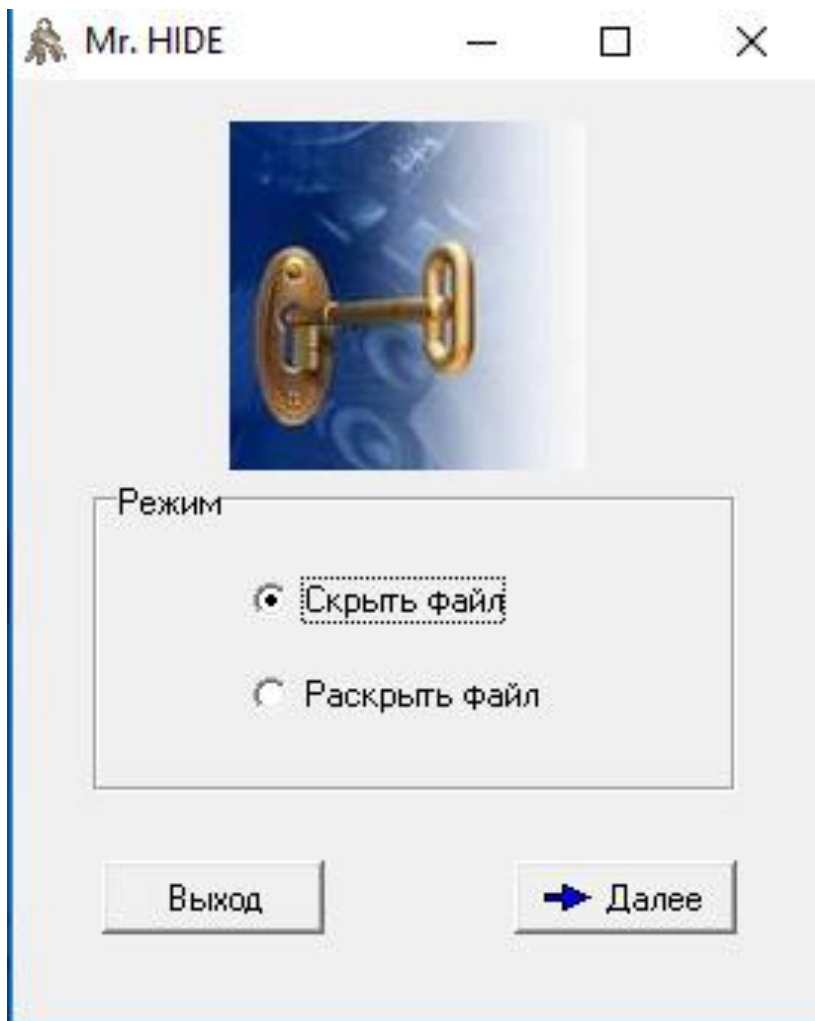 Mr. HIDE
Режим
Скрыть файл
Раскрыть файл
Выход
Далее